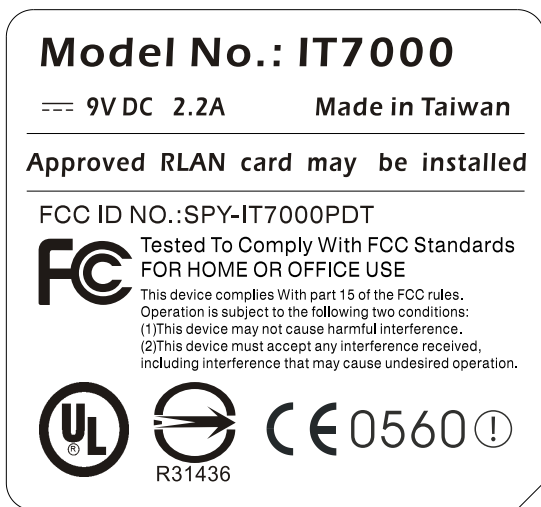 Model No.: IT7000
9V DC 2.2A Made in Taiwan
Approved RLAN card may be installed
FCC ID NO.:SPY-IT7000PDT
FC Tested To Comply With FCC Standards
FOR HOME OR OFFICE USE
This device complies With part 15 of the FCC rules.
Operation is subject to the following two conditions:
(1)This device may not cause harmful interference.
(2)This device must accept any interference received,
including interference that may cause undesired operation.
UL ® CE 0560 !
R31436